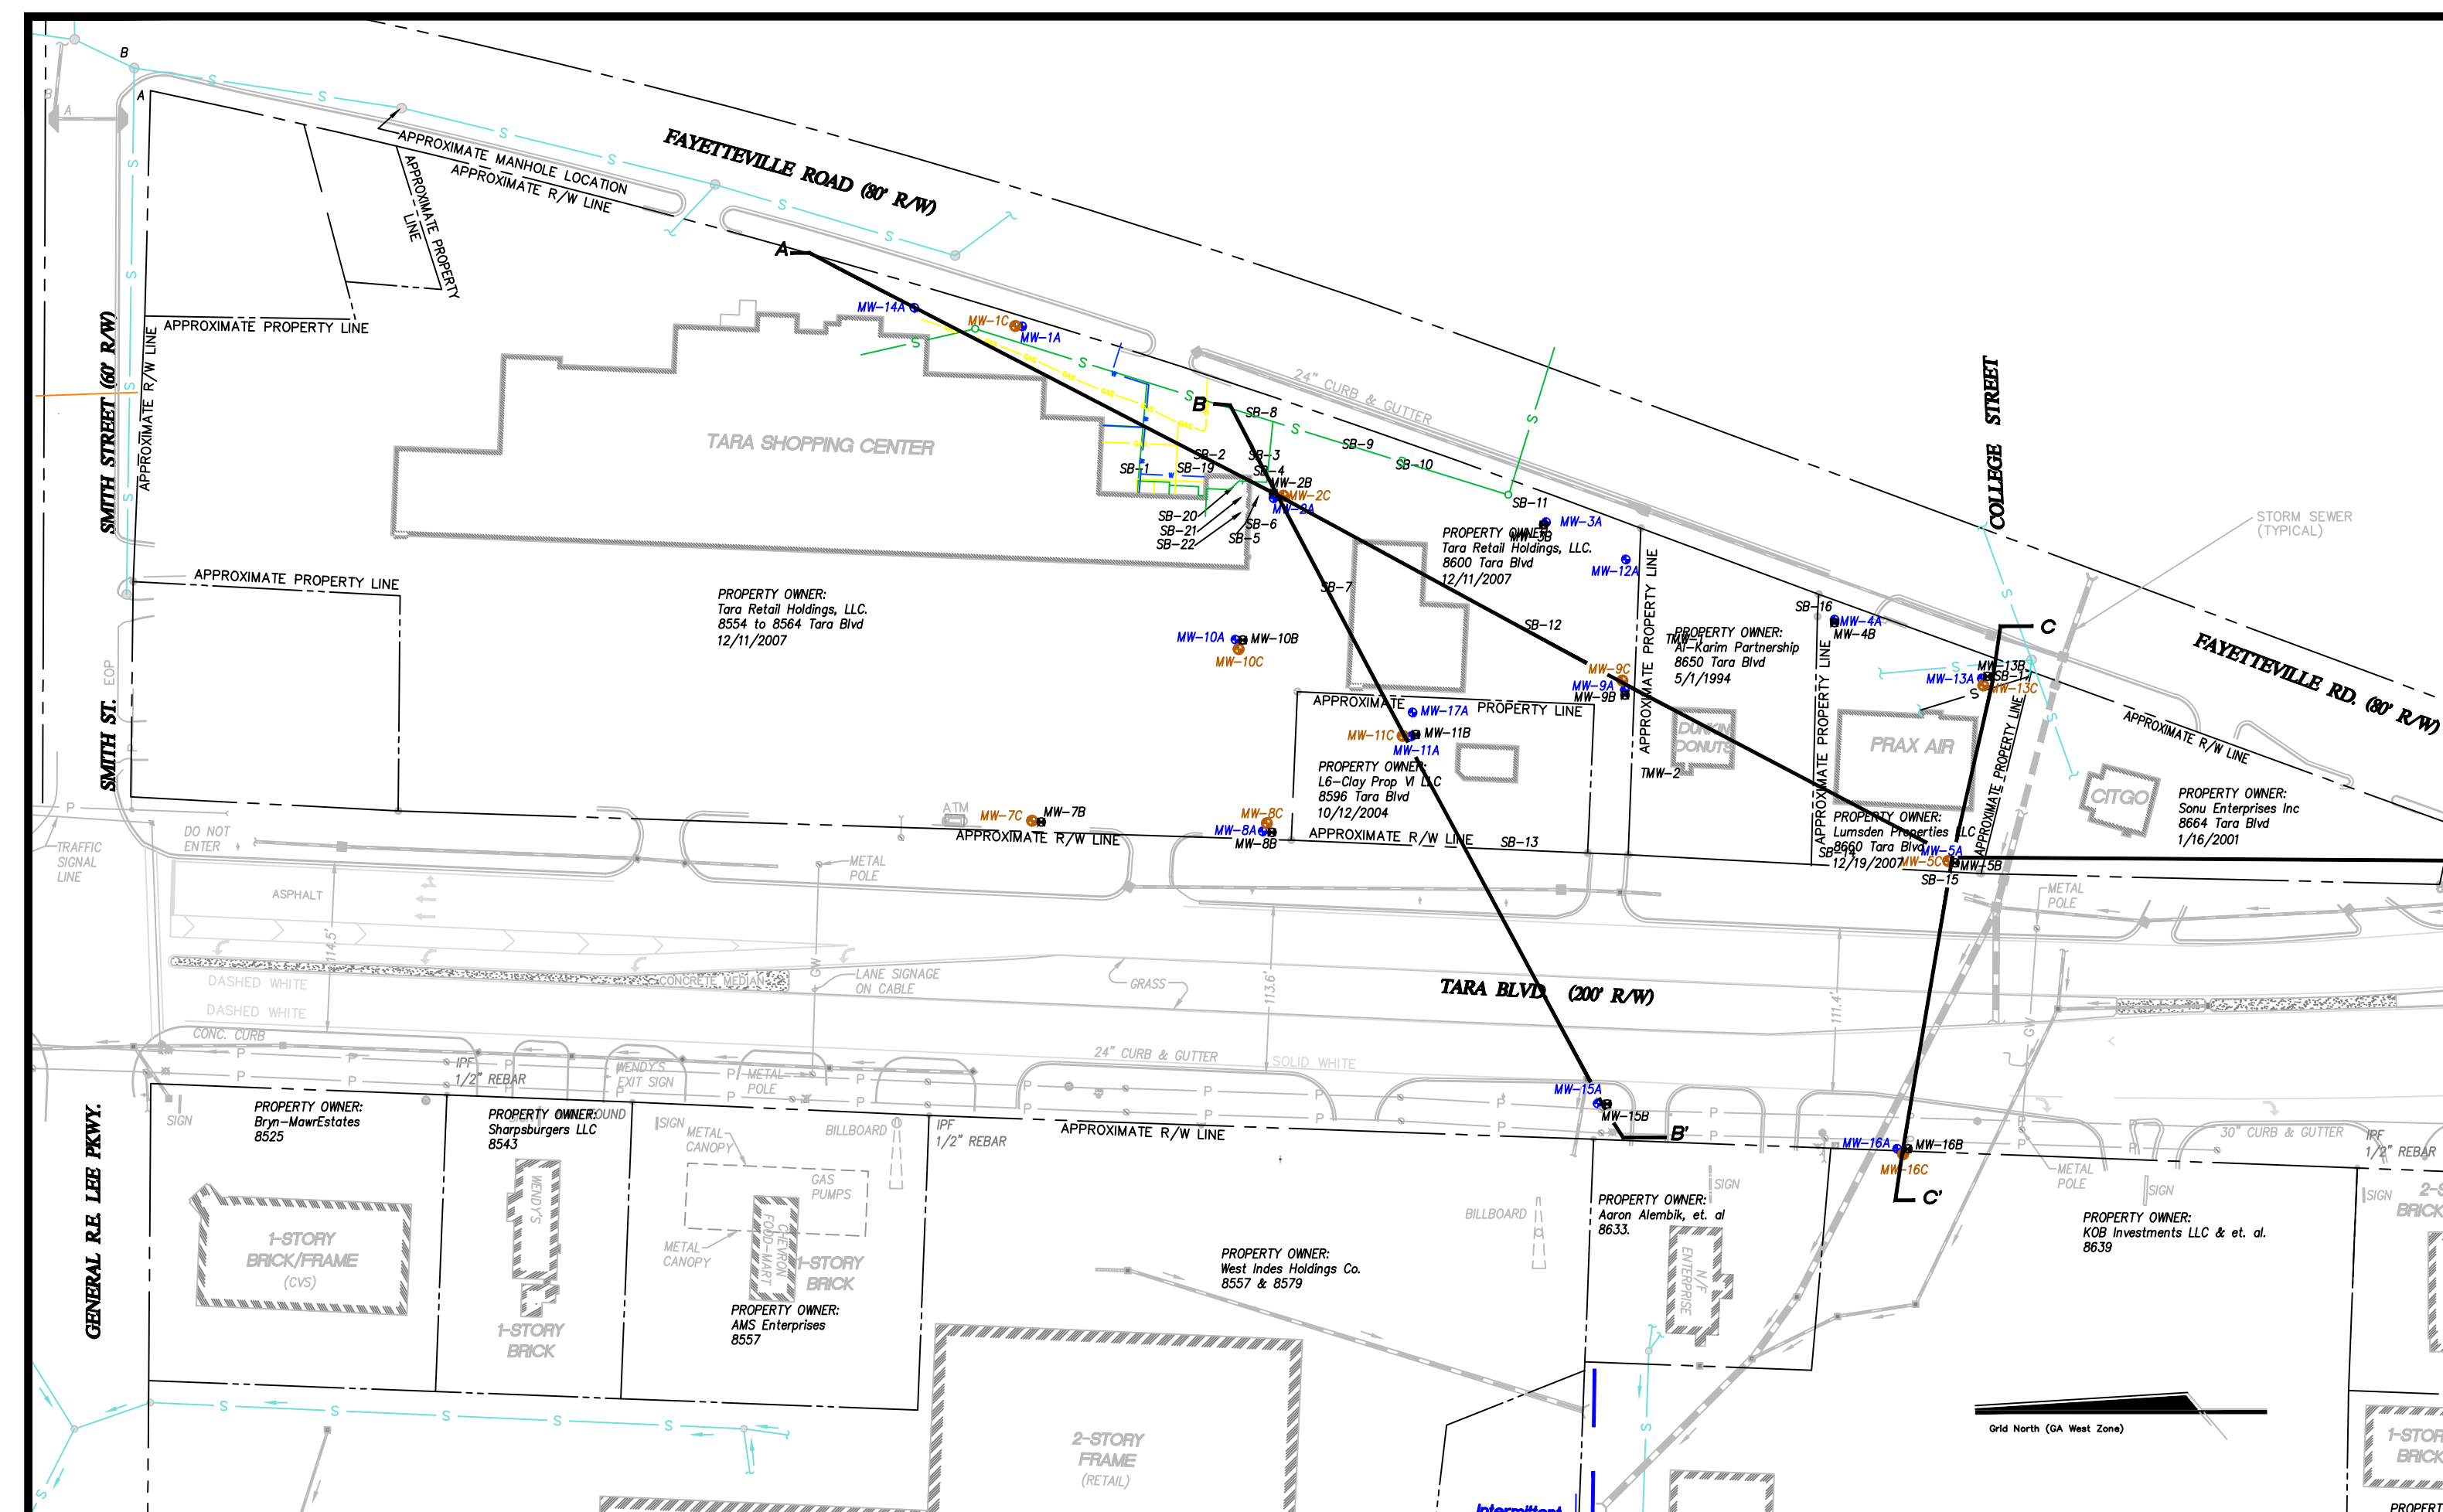 B
A
B
A
APPROXIMATE MANHOLE LOCATION
APPROXIMATE R/W LINE
APPROXIMATE PROPERTY
LINE
FAYETTEVILLE ROAD (80' R/W)
A
MW-14A
MW-1C
MW-1A
APPROXIMATE PROPERTY LINE
SMITH STREET (60' R/W)
APPROXIMATE R/W LINE
TARA SHOPPING CENTER
24" CURB & GUTTER
B
SB-8
SB-9
SB-10
SB-11
SB-1
SB-2
SB-19
SB-3
SB-4
MW-2B
MW-2C
MW-2A
SB-20
SB-21
SB-22
SB-6
SB-5
SB-7
MW-3A
MW-3B
MW-12A
PROPERTY OWNER:
Tara Retail Holdings, LLC.
8600 Tara Blvd
12/11/2007
COLLEGE STREET
STORM SEWER
(TYPICAL)
APPROXIMATE PROPERTY LINE
PROPERTY OWNER:
Tara Retail Holdings, LLC.
8554 to 8564 Tara Blvd
12/11/2007
MW-10A
MW-10B
MW-10C
SB-12
MW-9C
MW-9A
MW-9B
APPROXIMATE PROPERTY LINE
TMW-1
PROPERTY OWNER:
Al-Karim Partnership
8650 Tara Blvd
5/1/1994
SB-16
MW-4A
MW-4B
APPROXIMATE PROPERTY LINE
C
MW-13B
MW-13A
SB-17
MW-13C
FAYETTEVILLE RD. (80' R/W)
APPROXIMATE R/W LINE
APPROXIMATE PROPERTY LINE
SMITH ST.
EOP
APPROXIMATE PROPERTY LINE
MW-17A
MW-11C
MW-11B
MW-11A
PROPERTY OWNER:
L6-Clay Prop VI LLC
8596 Tara Blvd
10/12/2004
DUNKIN
DONUTS
TMW-2
PRAX AIR
CITGO
PROPERTY OWNER:
Sonu Enterprises Inc
8664 Tara Blvd
1/16/2001
PROPERTY OWNER:
Lumsden Properties LLC
8660 Tara Blvd
12/19/2007
SB-14
MW-5A
MW-5C
MW-5B
SB-15
MW-7C
MW-7B
MW-8C
MW-8A
MW-8B
ATM
APPROXIMATE R/W LINE
APPROXIMATE R/W LINE
SB-13
TRAFFIC
SIGNAL
LINE
DO NOT
ENTER
METAL
POLE
METAL
POLE
ASPHALT
114.5'
113.6'
111.4'
GW
GW
LANE SIGNAGE
ON CABLE
CONCRETE MEDIAN
GRASS
TARA BLVD. (200' R/W)
DASHED WHITE
DASHED WHITE
CONC. CURB
24" CURB & GUTTER
SOLID WHITE
IPF
1/2" REBAR
WENDY'S
EXIT SIGN
METAL
POLE
MW-15A
MW-15B
B'
MW-16A
MW-16B
MW-16C
C'
30" CURB & GUTTER
IPF
1/2" REBAR
METAL
POLE
SIGN
SIGN
SIGN
GENERAL R.E. LEE PKWY.
SIGN
PROPERTY OWNER:
Bryn-MawrEstates
8525
PROPERTY OWNER:
Sharpsburgers LLC
8543
SIGN
METAL
CANOPY
BILLBOARD
IPF
1/2" REBAR
APPROXIMATE R/W LINE
GAS
PUMPS
WENDY'S
METAL
CANOPY
CHEVRON
FOOD-MART
1-STORY
BRICK
1-STORY
BRICK/FRAME
(CVS)
1-STORY
BRICK
PROPERTY OWNER:
AMS Enterprises
8557
PROPERTY OWNER:
West Indes Holdings Co.
8557 & 8579
BILLBOARD
PROPERTY OWNER:
Aaron Alembik, et. al
8633.
N/F
ENTERPRISE
PROPERTY OWNER:
KOB Investments LLC & et. al.
8639
Grid North (GA West Zone)
2-STORY
FRAME
(RETAIL)
Intermittent